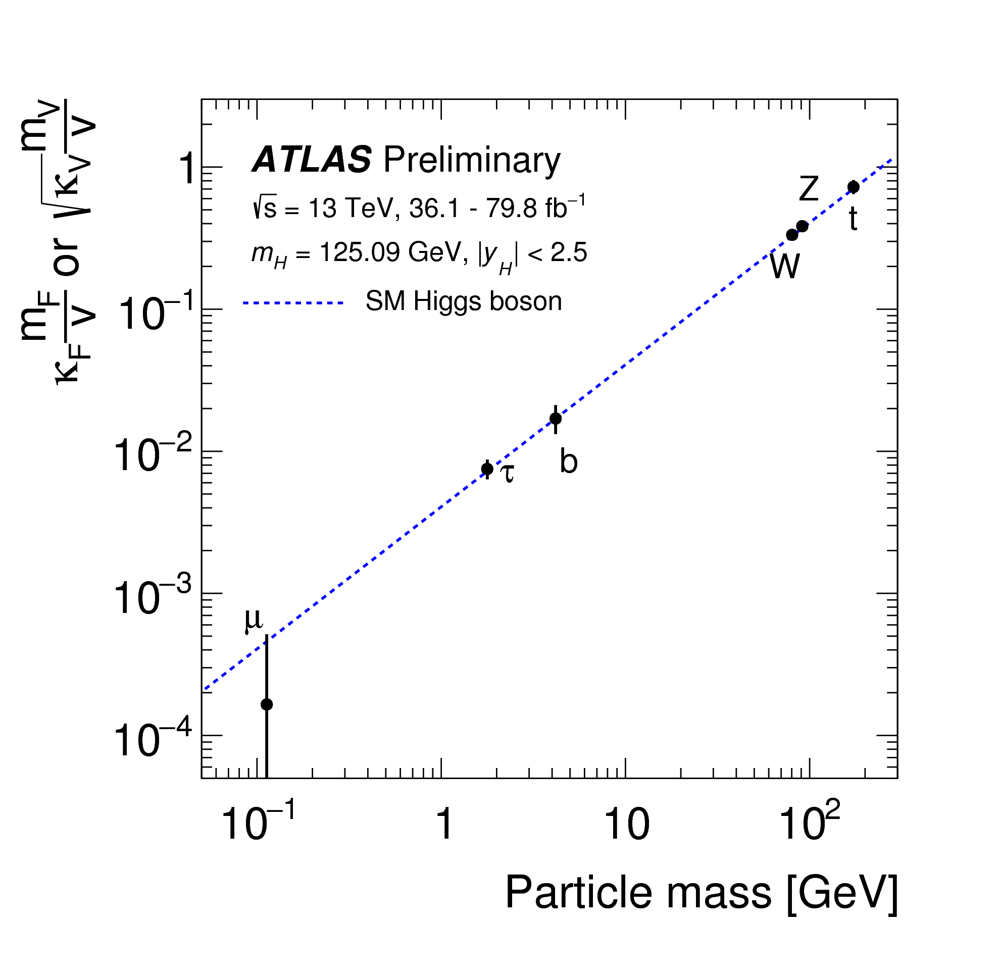 κ_F m_F/v or √κ_V m_V/v
ATLAS Preliminary
√s = 13 TeV, 36.1 - 79.8 fb⁻¹
m_H = 125.09 GeV, |y_H| < 2.5
SM Higgs boson
1
10⁻¹
10⁻²
10⁻³
10⁻⁴
Z
t
W
b
τ
μ
10⁻¹ 1 10 10²
Particle mass [GeV]